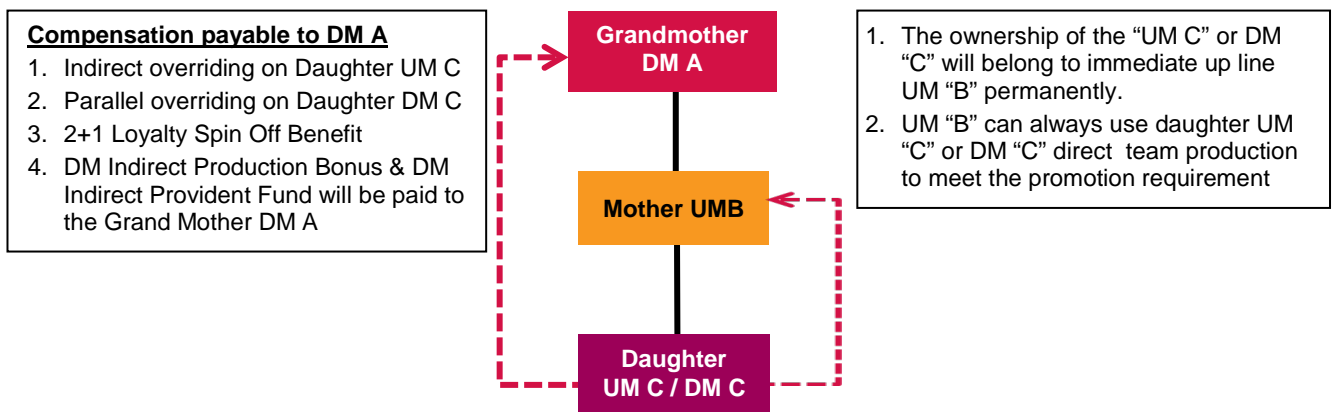 Compensation payable to DM A
1. Indirect overriding on Daughter UM C
2. Parallel overriding on Daughter DM C
3. 2+1 Loyalty Spin Off Benefit
4. DM Indirect Production Bonus & DM
Indirect Provident Fund will be paid to
the Grand Mother DM A
Grandmother
DM A
Mother UMB
Daughter
UM C / DM C
1. The ownership of the “UM C” or DM
“C” will belong to immediate up line
UM “B” permanently.
2. UM “B” can always use daughter UM
“C” or DM “C” direct team production
to meet the promotion requirement